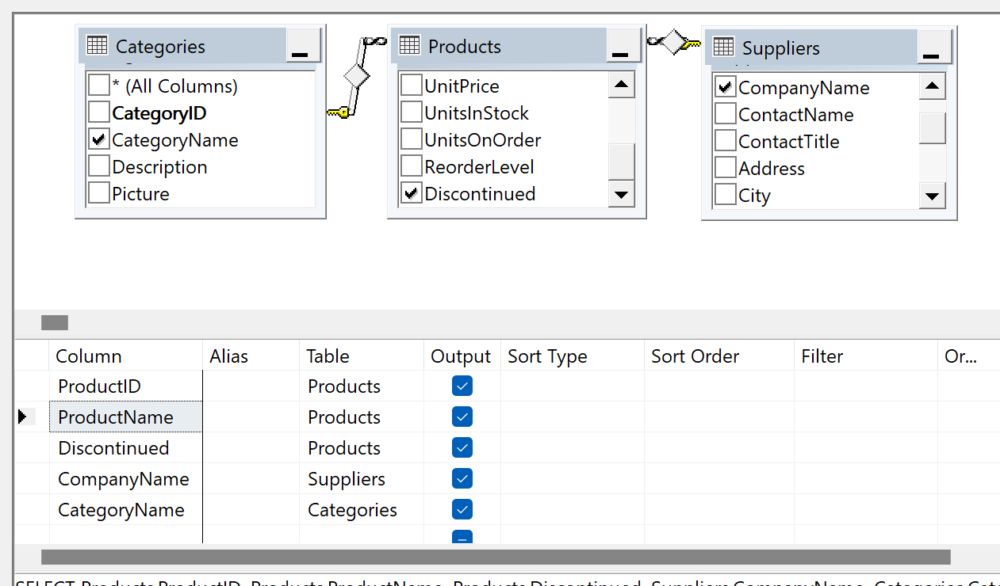 Categories
* (All Columns)
CategoryID
CategoryName
Description
Picture
Products
UnitPrice
UnitsInStock
UnitsOnOrder
ReorderLevel
Discontinued
Suppliers
CompanyName
ContactName
ContactTitle
Address
City
Column Alias Table Output Sort Type Sort Order Filter Or...
ProductID Products
ProductName Products
Discontinued Products
CompanyName Suppliers
CategoryName Categories
SELECT Products.ProductID, Products.ProductName, Products.Discontinued, Suppliers.CompanyName, Categories.Cate